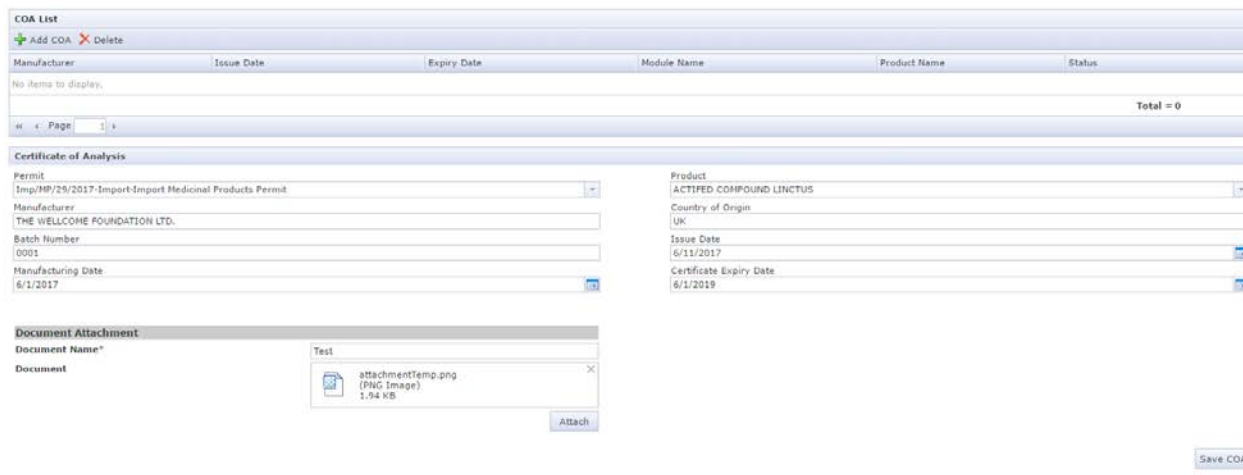 COA List
Add COA Delete
Manufacturer Issue Date Expiry Date Module Name Product Name Status
No items to display.
Total = 0
« ‹ Page 1 ›
Certificate of Analysis
Permit Product
Imp/MP/29/2017-Import-Import Medicinal Products Permit ACTIFED COMPOUND LINCTUS
Manufacturer Country of Origin
THE WELLCOME FOUNDATION LTD. UK
Batch Number Issue Date
0001 6/11/2017
Manufacturing Date Certificate Expiry Date
6/1/2017 6/1/2019
Document Attachment
Document Name* Test
Document attachmentTemp.png
(PNG Image)
1.94 KB
Attach
Save COA